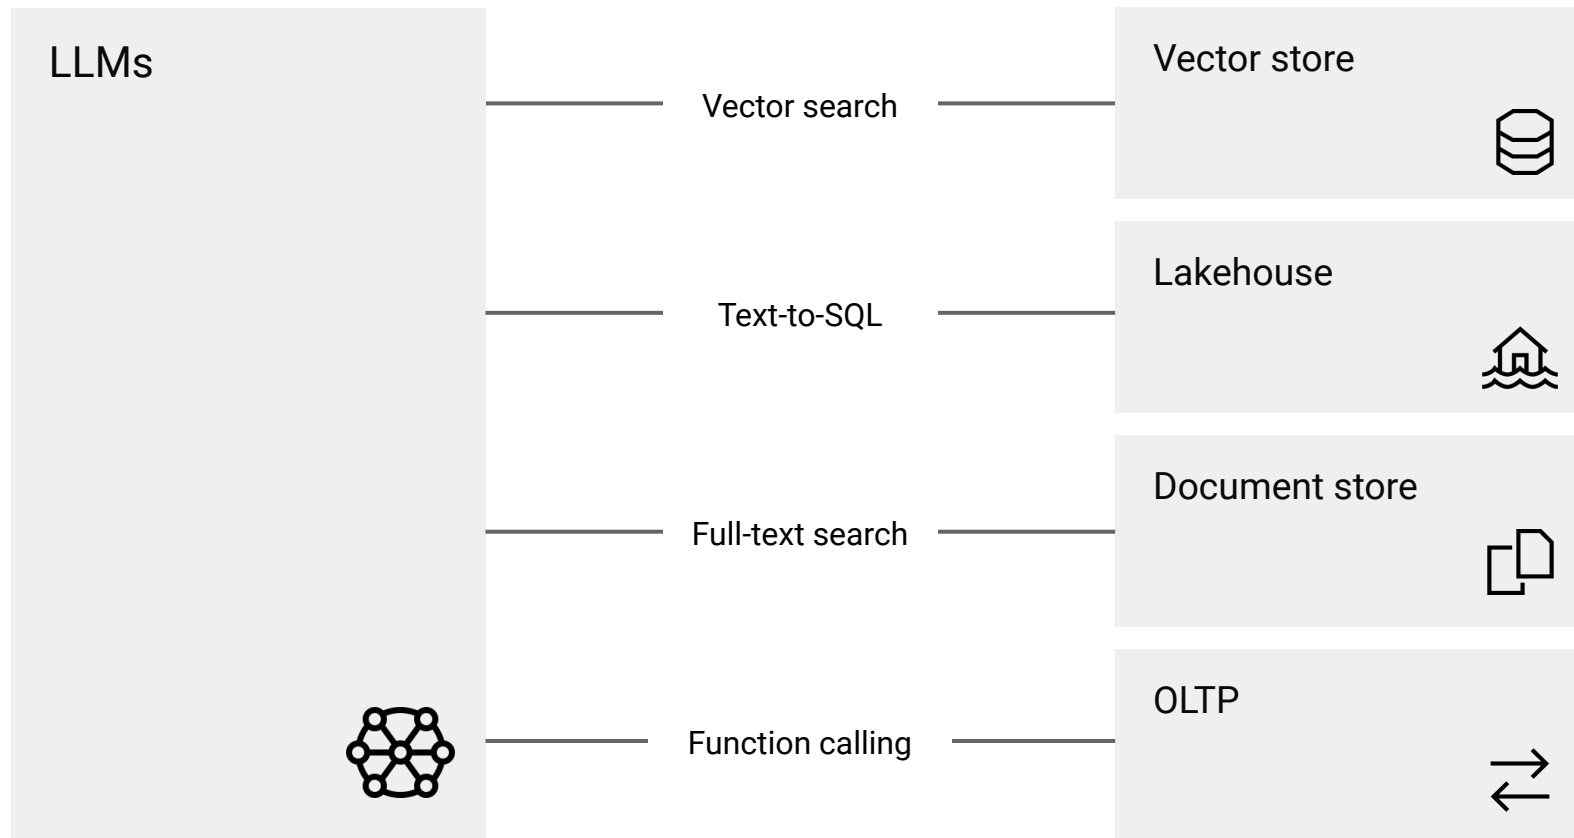 LLMs
Vector search
Vector store
Text-to-SQL
Lakehouse
Full-text search
Document store
Function calling
OLTP